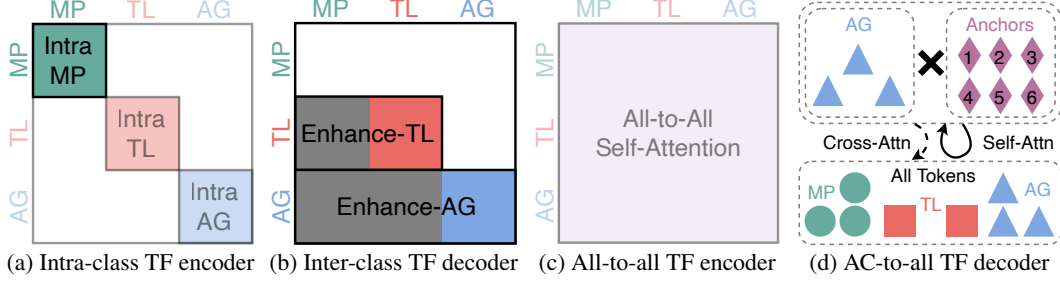 MP TL AG
MP
TL
AG
Intra
MP
Intra
TL
Intra
AG
(a) Intra-class TF encoder
MP TL AG
MP
TL
AG
Enhance-TL
Enhance-AG
(b) Inter-class TF decoder
MP TL AG
MP
TL
AG
All-to-All
Self-Attention
(c) All-to-all TF encoder
AG
Anchors
1 2 3
4 5 6
Cross-Attn
Self-Attn
All Tokens
MP
TL
AG
(d) AC-to-all TF decoder